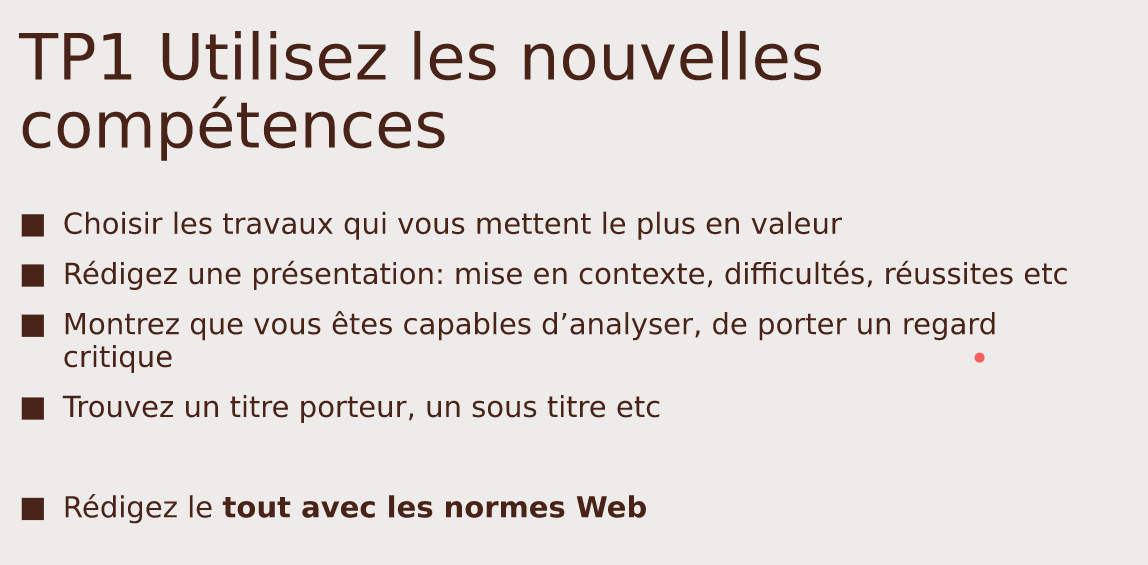 TP1 Utilisez les nouvelles
compétences
■ Choisir les travaux qui vous mettent le plus en valeur
■ Rédigez une présentation: mise en contexte, difficultés, réussites etc
■ Montrez que vous êtes capables d’analyser, de porter un regard
critique
■ Trouvez un titre porteur, un sous titre etc
■ Rédigez le tout avec les normes Web